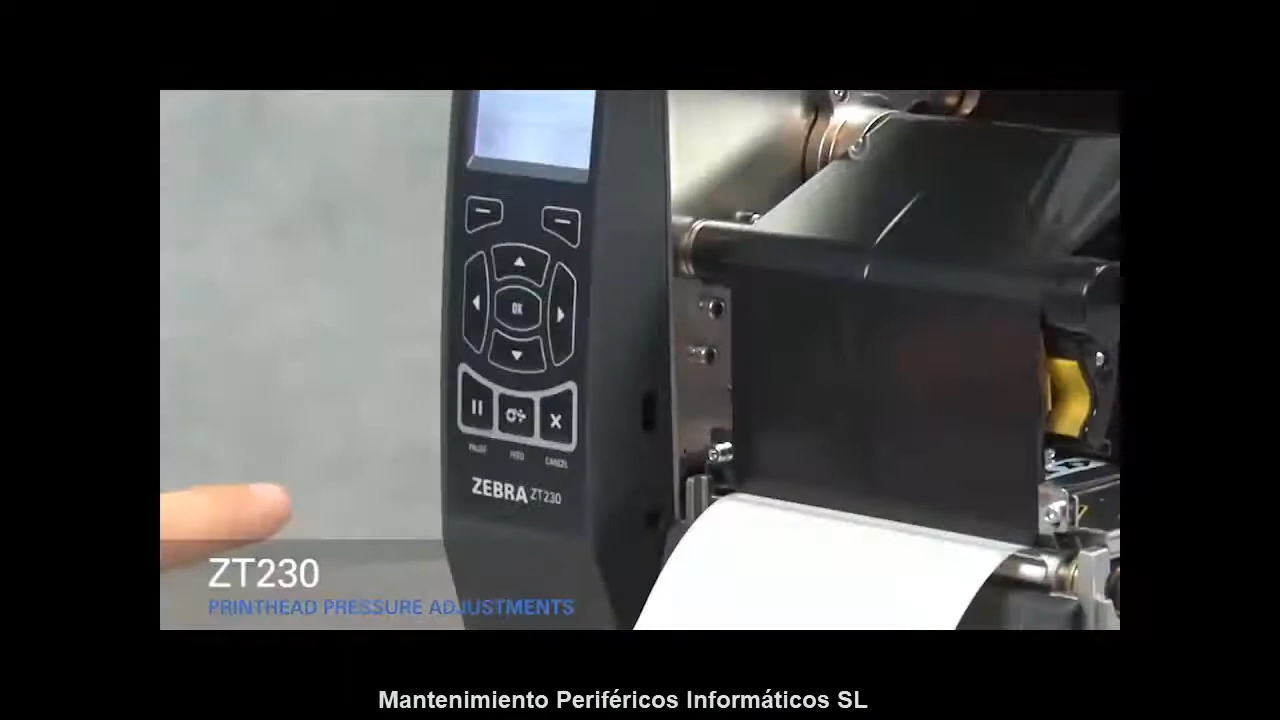 OK
PAUSE
FEED
CANCEL
ZEBRA ZT230
ZT230
PRINTHEAD PRESSURE ADJUSTMENTS
Mantenimiento Periféricos Informáticos SL